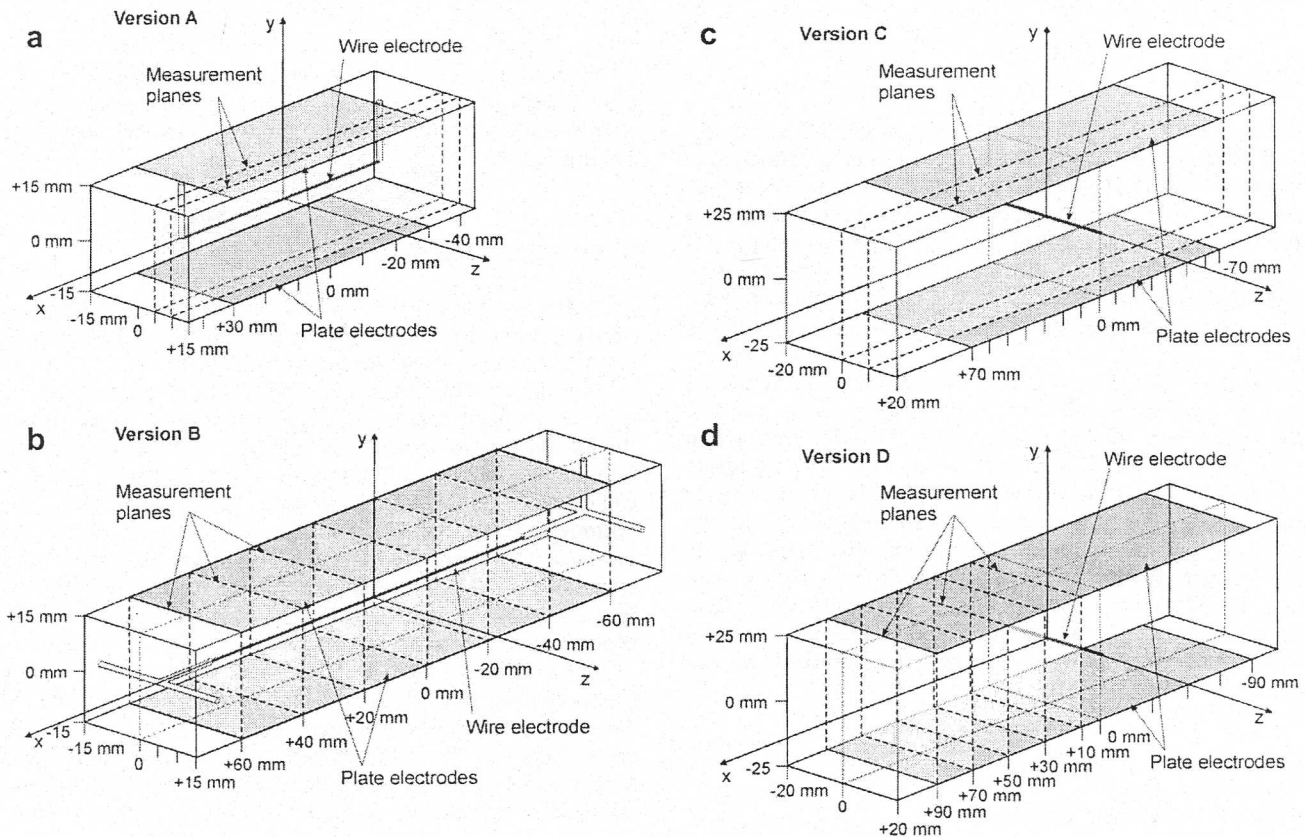 a
Version A
y
Wire electrode
Measurement
planes
+15 mm
0 mm
-15
x
-15 mm
0
+15 mm
+30 mm
0 mm
-20 mm
-40 mm
z
Plate electrodes
b
Version B
y
Measurement
planes
+15 mm
0 mm
-15
x
-15 mm
0
+15 mm
+60 mm
+40 mm
+20 mm
0 mm
-20 mm
-40 mm
-60 mm
z
Wire electrode
Plate electrodes
c
Version C
y
Wire electrode
Measurement
planes
+25 mm
0 mm
-25
x
-20 mm
0
+20 mm
+70 mm
0 mm
-70 mm
z
Plate electrodes
d
Version D
y
Wire electrode
Measurement
planes
+25 mm
0 mm
-25
x
-20 mm
0
+20 mm
+90 mm
+70 mm
+50 mm
+30 mm
+10 mm
0 mm
-90 mm
z
Plate electrodes